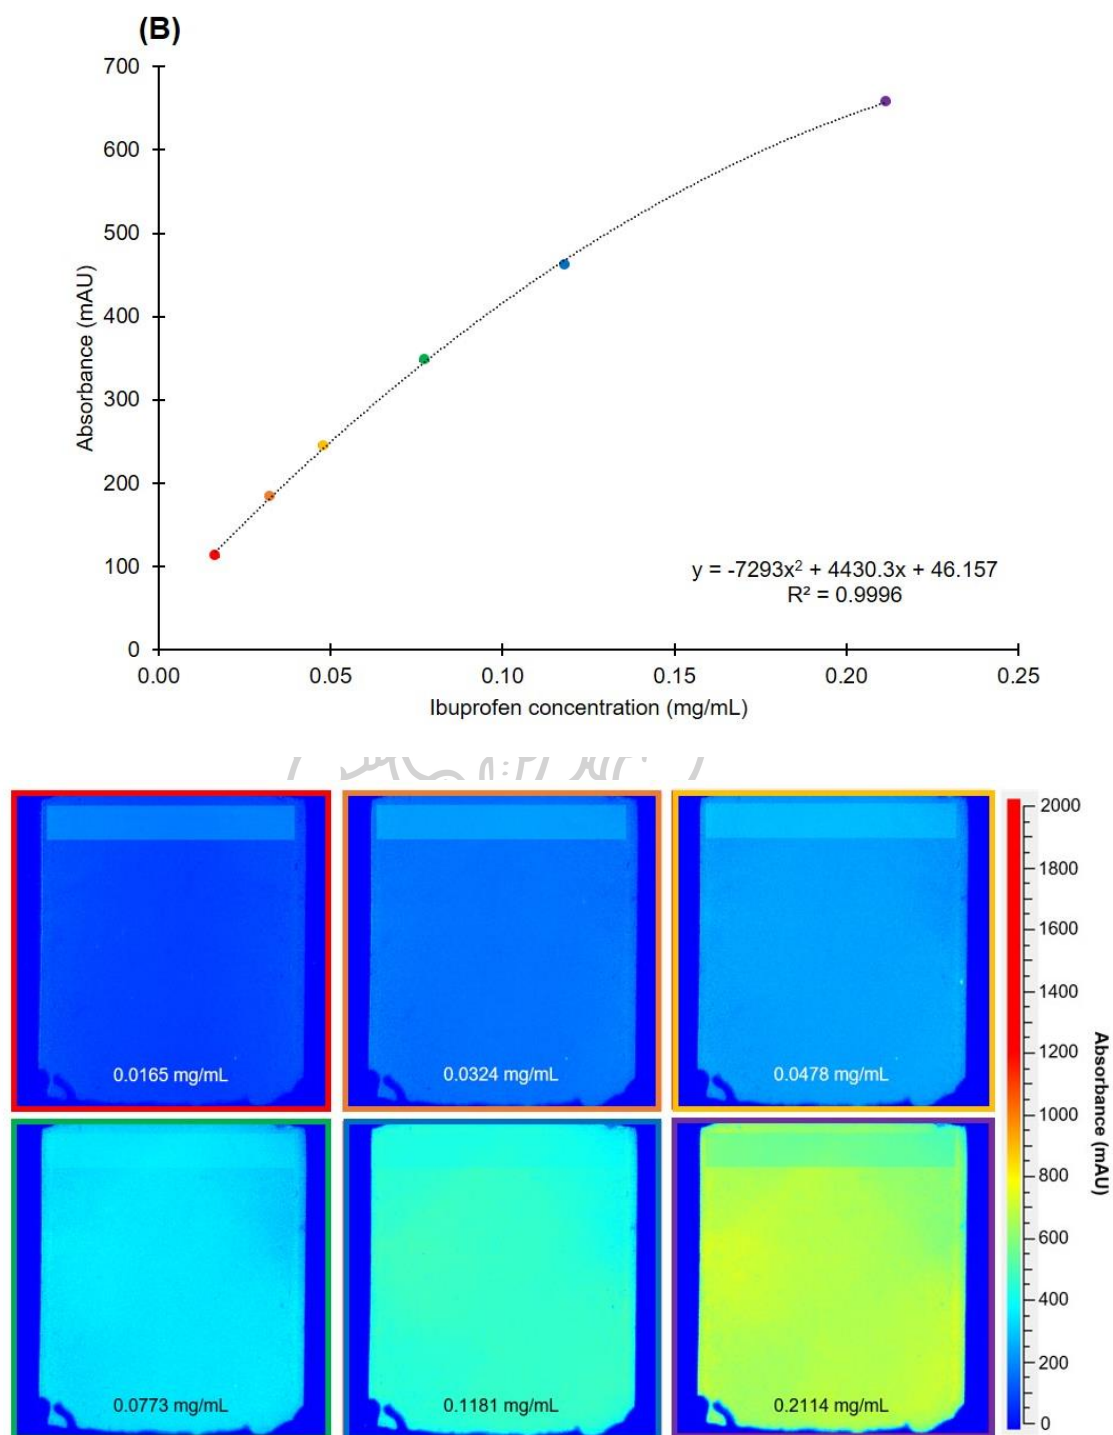 (B)
700
600
500
400
300
200
100
0
Absorbance (mAU)
y = -7293x² + 4430.3x + 46.157
R² = 0.9996
0.00 0.05 0.10 0.15 0.20 0.25
Ibuprofen concentration (mg/mL)
0.0165 mg/mL
0.0324 mg/mL
0.0478 mg/mL
0.0773 mg/mL
0.1181 mg/mL
0.2114 mg/mL
2000
1800
1600
1400
1200
1000
800
600
400
200
0
Absorbance (mAU)